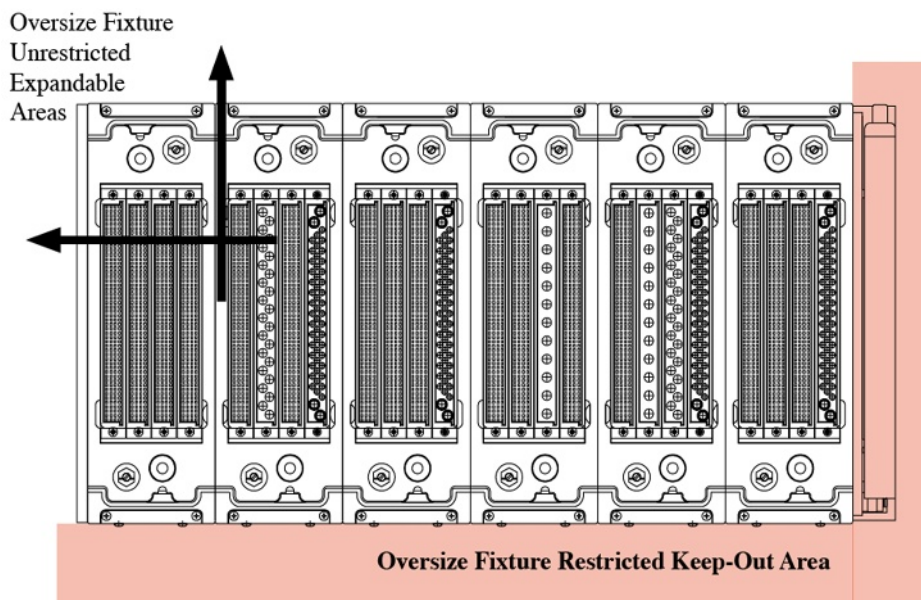 Oversize Fixture
Unrestricted
Expandable
Areas
Oversize Fixture Restricted Keep-Out Area